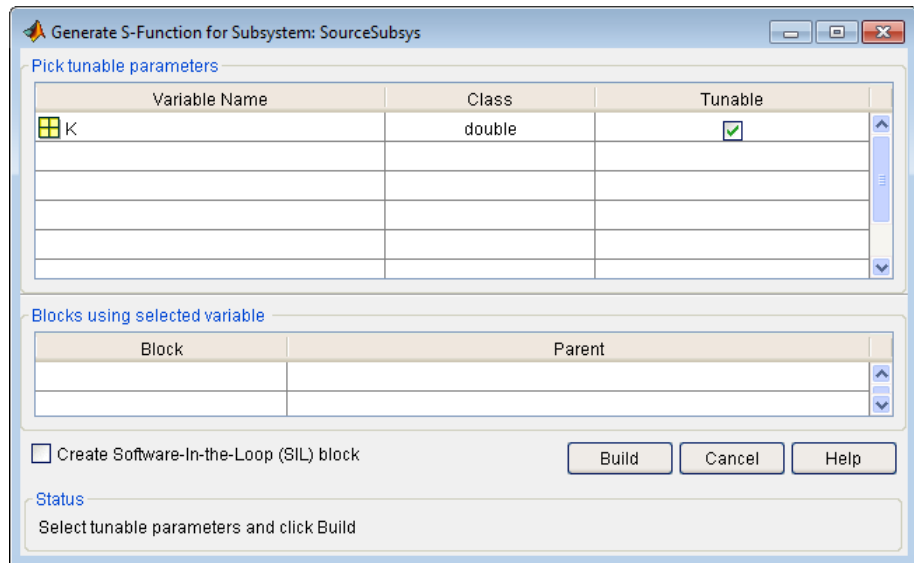 Generate S-Function for Subsystem: SourceSubsys
Pick tunable parameters
Variable Name Class Tunable
K double
Blocks using selected variable
Block Parent
Create Software-In-the-Loop (SIL) block Build Cancel Help
Status
Select tunable parameters and click Build